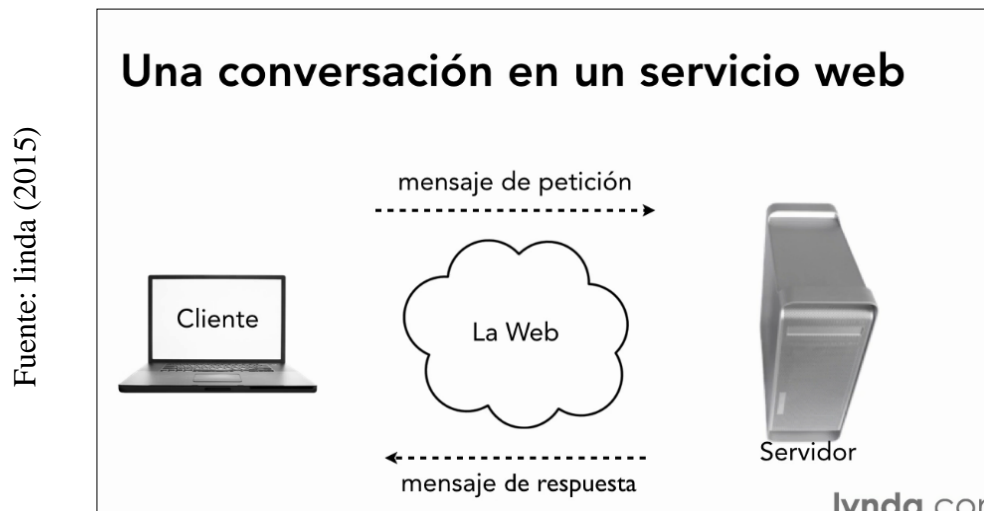 Fuente: linda (2015)
Una conversación en un servicio web
mensaje de petición
Cliente
La Web
Servidor
mensaje de respuesta
lynda